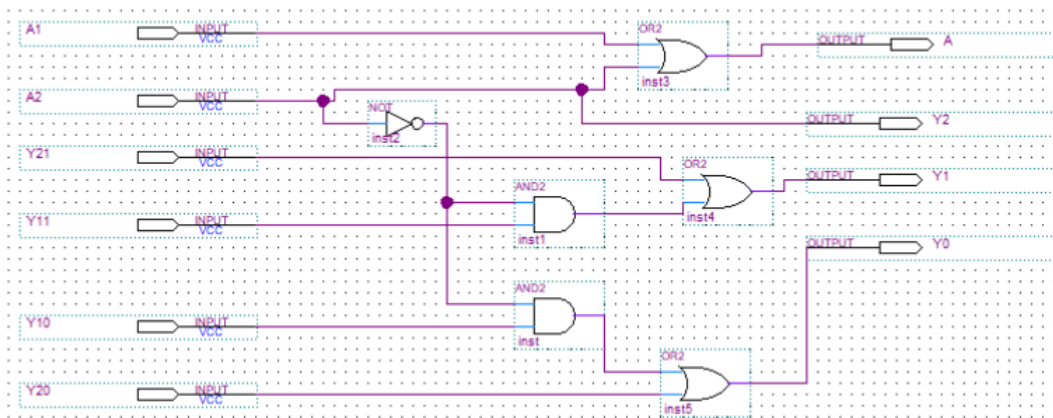 A1 INPUT VCC
OR2
inst3
OUTPUT A
A2 INPUT VCC
NOT
inst2
OUTPUT Y2
Y21 INPUT VCC
OR2
inst4
OUTPUT Y1
Y11 INPUT VCC
AND2
inst1
OUTPUT Y0
AND2
inst
Y10 INPUT VCC
OR2
inst5
Y20 INPUT VCC